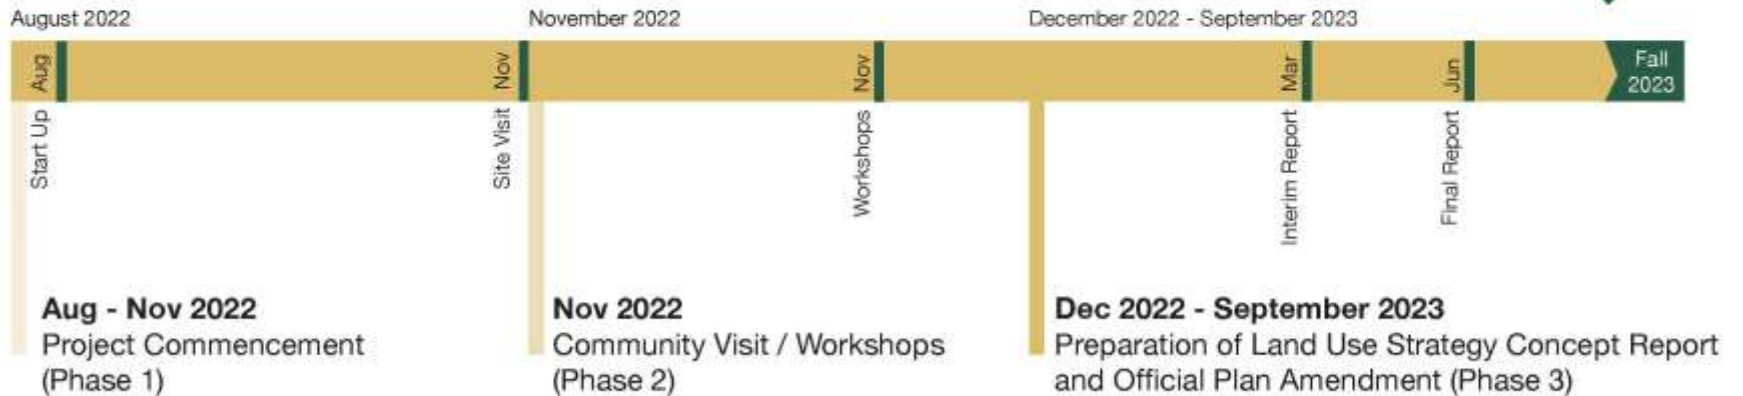 August 2022
November 2022
December 2022 - September 2023
Aug
Nov
Nov
Mar
Jun
Fall
2023
Start Up
Site Visit
Workshops
Interim Report
Final Report
Aug - Nov 2022
Project Commencement
(Phase 1)
Nov 2022
Community Visit / Workshops
(Phase 2)
Dec 2022 - September 2023
Preparation of Land Use Strategy Concept Report
and Official Plan Amendment (Phase 3)